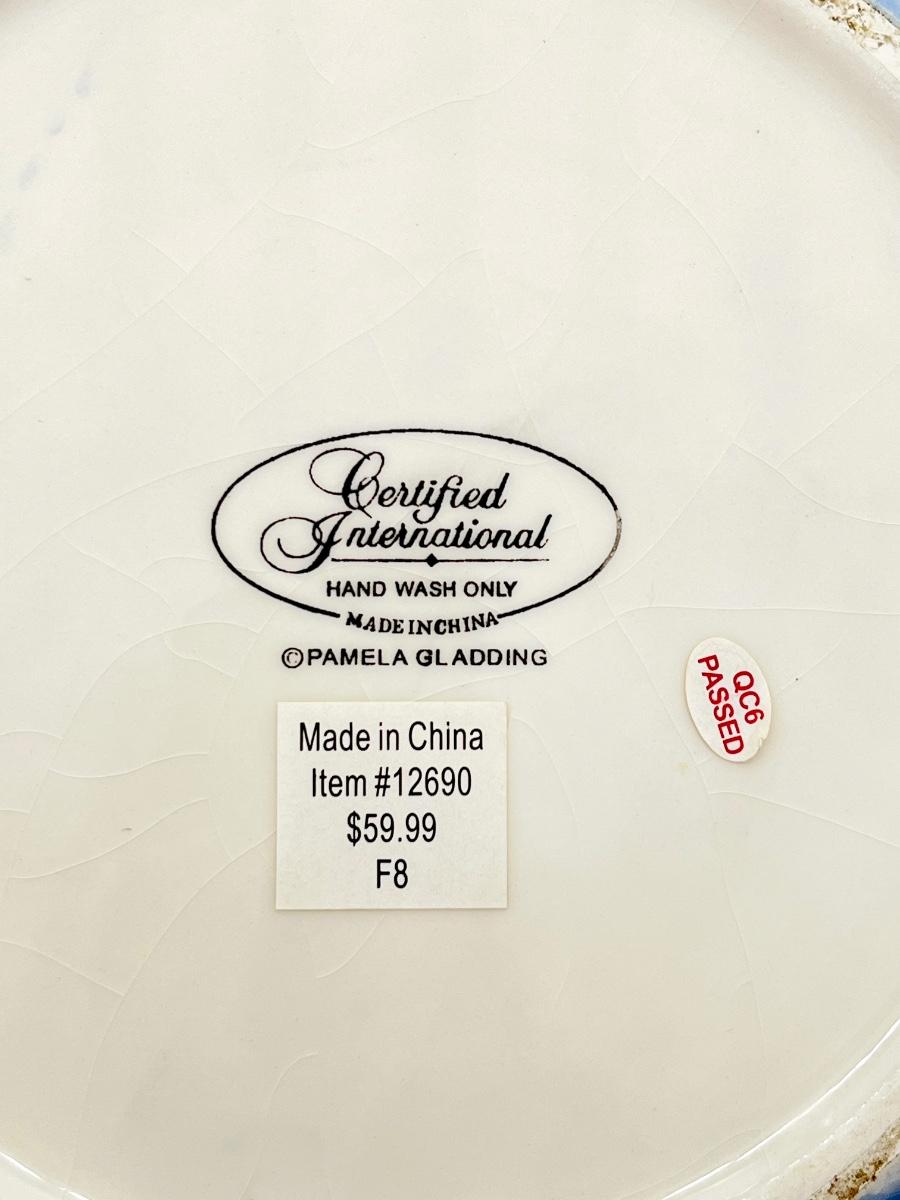 Certified
International
HAND WASH ONLY
MADE IN CHINA
©PAMELA GLADDING
Made in China
Item #12690
$59.99
F8
QC6
PASSED